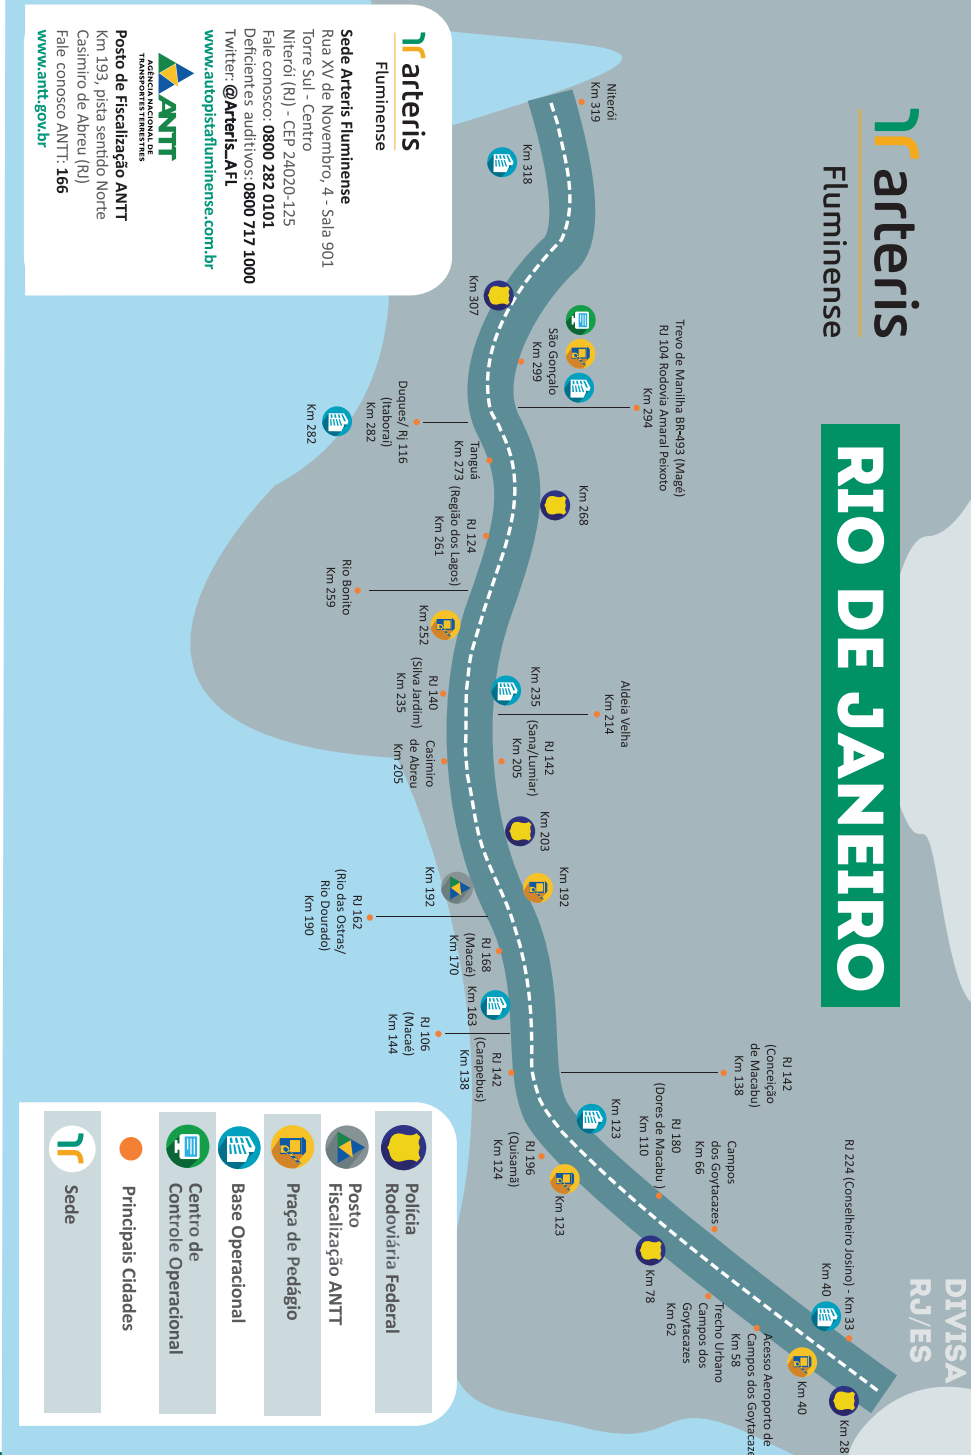 arteris
Fluminense
RIO DE JANEIRO
DIVISA
RJ/ES
Niterói
Km 319
Km 318
Km 307
São Gonçalo
Km 299
Trevo de Manilha BR-493 (Magé)
RJ 104 Rodovia Amaral Peixoto
Km 294
Duques/ Rj 116
(Itaboraí)
Km 282
Km 282
Tanguá
Km 273
Km 268
RJ 124
(Região dos Lagos)
Km 261
Rio Bonito
Km 259
Km 252
RJ 140
(Silva Jardim)
Km 235
Km 235
Aldeia Velha
Km 214
RJ 142
(Sana/Lumiar)
Km 205
Casimiro
de Abreu
Km 205
Km 203
Km 192
Km 192
RJ 162
(Rio das Ostras/
Rio Dourado)
Km 190
RJ 168
(Macaé)
Km 170
Km 163
RJ 106
(Macaé)
Km 144
RJ 142
(Carapebus)
Km 138
RJ 142
(Conceição
de Macabu)
Km 138
Km 123
RJ 196
(Quisamã)
Km 124
Km 123
RJ 180
(Dores de Macabu )
Km 110
Campos
dos Goytacazes
Km 66
Km 78
Trecho Urbano
Campos dos
Goytacazes
Km 62
Acesso Aeroporto de
Campos dos Goytacaze
Km 58
RJ 224 (Conselheiro Josino) - Km 33
Km 40
Km 40
Km 28
arteris
Fluminense
Sede Arteris Fluminense
Rua XV de Novembro, 4 - Sala 901
Torre Sul - Centro
Niterói (RJ) - CEP 24020-125
Fale conosco: 0800 282 0101
Deficientes auditivos: 0800 717 1000
Twitter: @Arteris_AFL
www.autopistafluminense.com.br
ANTT
AGÊNCIA NACIONAL DE
TRANSPORTES TERRESTRES
Posto de Fiscalização ANTT
Km 193, pista sentido Norte
Casimiro de Abreu (RJ)
Fale conosco ANTT: 166
www.antt.gov.br
Polícia
Rodoviária Federal
Posto
Fiscalização ANTT
Praça de Pedágio
Base Operacional
Centro de
Controle Operacional
Principais Cidades
Sede